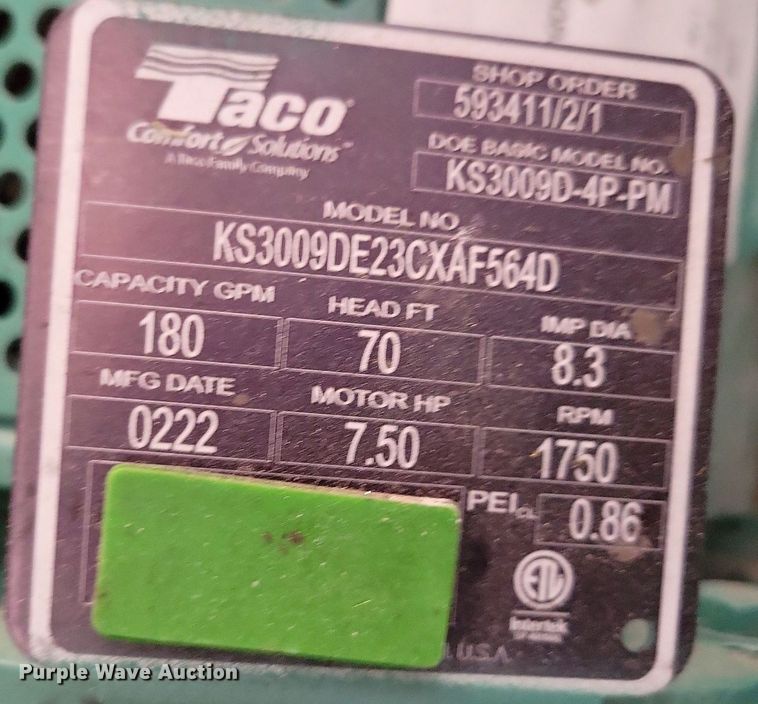 Taco
Comfort Solutions
A Taco Family Company
SHOP ORDER
593411/2/1
DOE BASIC MODEL NO.
KS3009D-4P-PM
MODEL NO
KS3009DE23CXAF564D
CAPACITY GPM
180
HEAD FT
70
IMP DIA
8.3
MFG DATE
0222
MOTOR HP
7.50
RPM
1750
PEI CL
0.86
ETL
Intertek
U.S.A
Purple Wave Auction